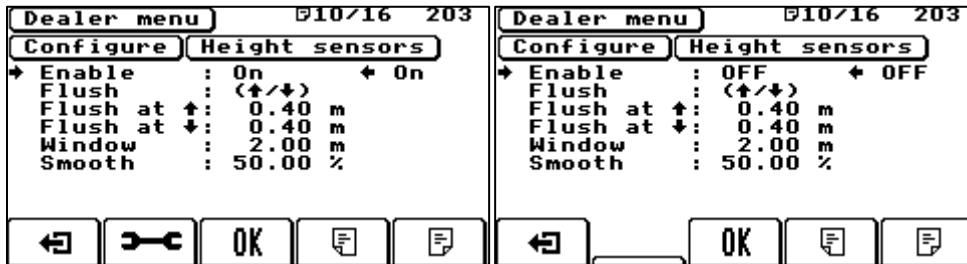 Dealer menu 10/16 203
Configure Height sensors
Enable : On On
Flush : (↑/↓)
Flush at ↑: 0.40 m
Flush at ↓: 0.40 m
Window : 2.00 m
Smooth : 50.00 %
OK
Dealer menu 10/16 203
Configure Height sensors
Enable : OFF OFF
Flush : (↑/↓)
Flush at ↑: 0.40 m
Flush at ↓: 0.40 m
Window : 2.00 m
Smooth : 50.00 %
OK